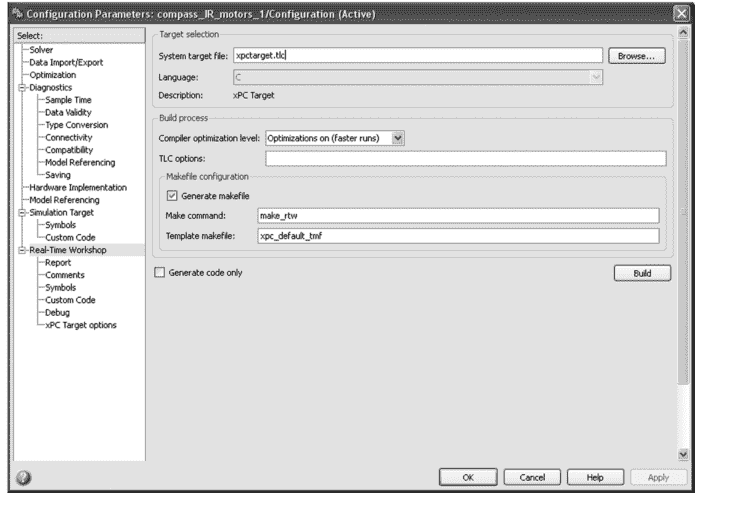 Configuration Parameters: compass_IR_motors_1/Configuration (Active)
Select:
Solver
Data Import/Export
Optimization
Diagnostics
Sample Time
Data Validity
Type Conversion
Connectivity
Compatibility
Model Referencing
Saving
Hardware Implementation
Model Referencing
Simulation Target
Symbols
Custom Code
Real-Time Workshop
Report
Comments
Symbols
Custom Code
Debug
xPC Target options
Target selection
System target file: xpctarget.tlc Browse...
Language: C
Description: xPC Target
Build process
Compiler optimization level: Optimizations on (faster runs)
TLC options:
Makefile configuration
Generate makefile
Make command: make_rtw
Template makefile: xpc_default_tmf
Generate code only Build
OK Cancel Help Apply